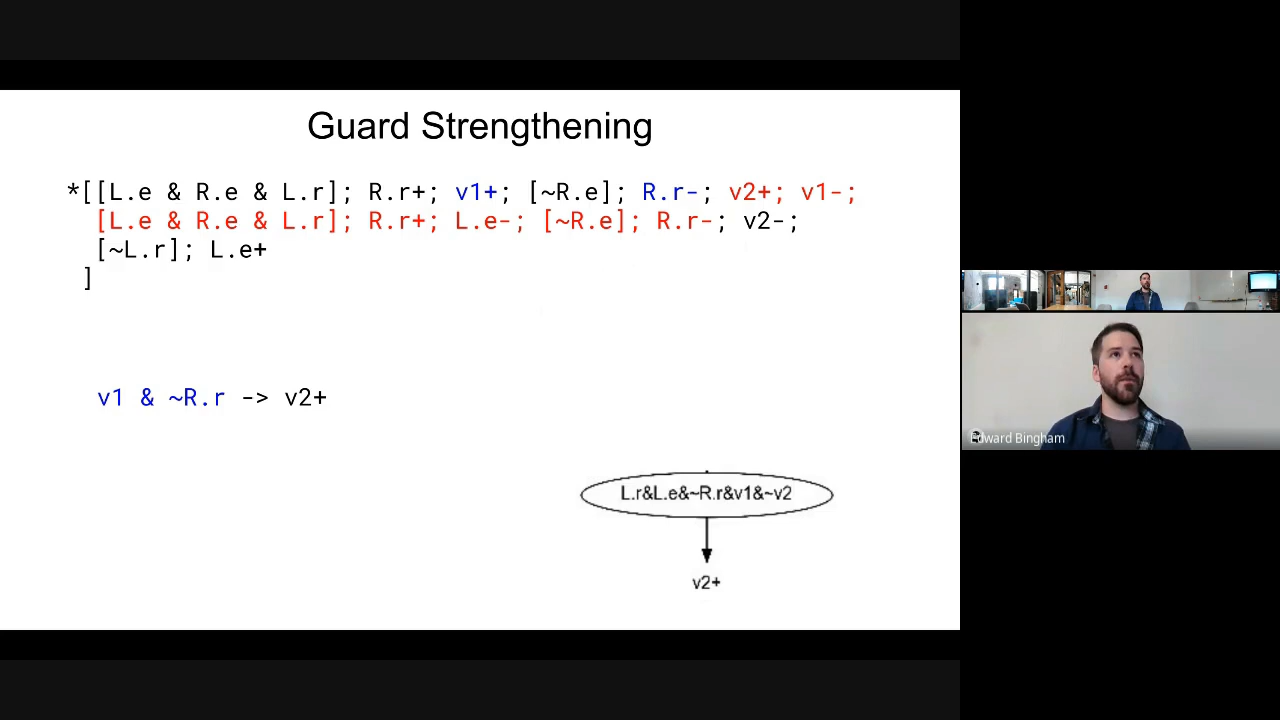 Guard Strengthening
*[[L.e & R.e & L.r]; R.r+; v1+; [~R.e]; R.r-; v2+; v1-;
[L.e & R.e & L.r]; R.r+; L.e-; [~R.e]; R.r-; v2-;
[~L.r]; L.e+
]
v1 & ~R.r -> v2+
L.r&L.e&~R.r&v1&~v2
v2+
Edward Bingham